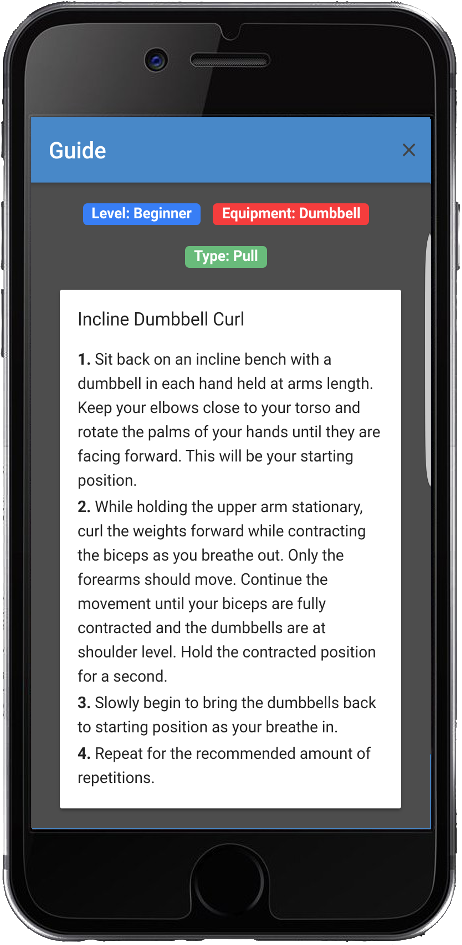 Guide
Level: Beginner Equipment: Dumbbell
Type: Pull
Incline Dumbbell Curl
1. Sit back on an incline bench with a
dumbbell in each hand held at arms length.
Keep your elbows close to your torso and
rotate the palms of your hands until they are
facing forward. This will be your starting
position.
2. While holding the upper arm stationary,
curl the weights forward while contracting
the biceps as you breathe out. Only the
forearms should move. Continue the
movement until your biceps are fully
contracted and the dumbbells are at
shoulder level. Hold the contracted position
for a second.
3. Slowly begin to bring the dumbbells back
to starting position as your breathe in.
4. Repeat for the recommended amount of
repetitions.